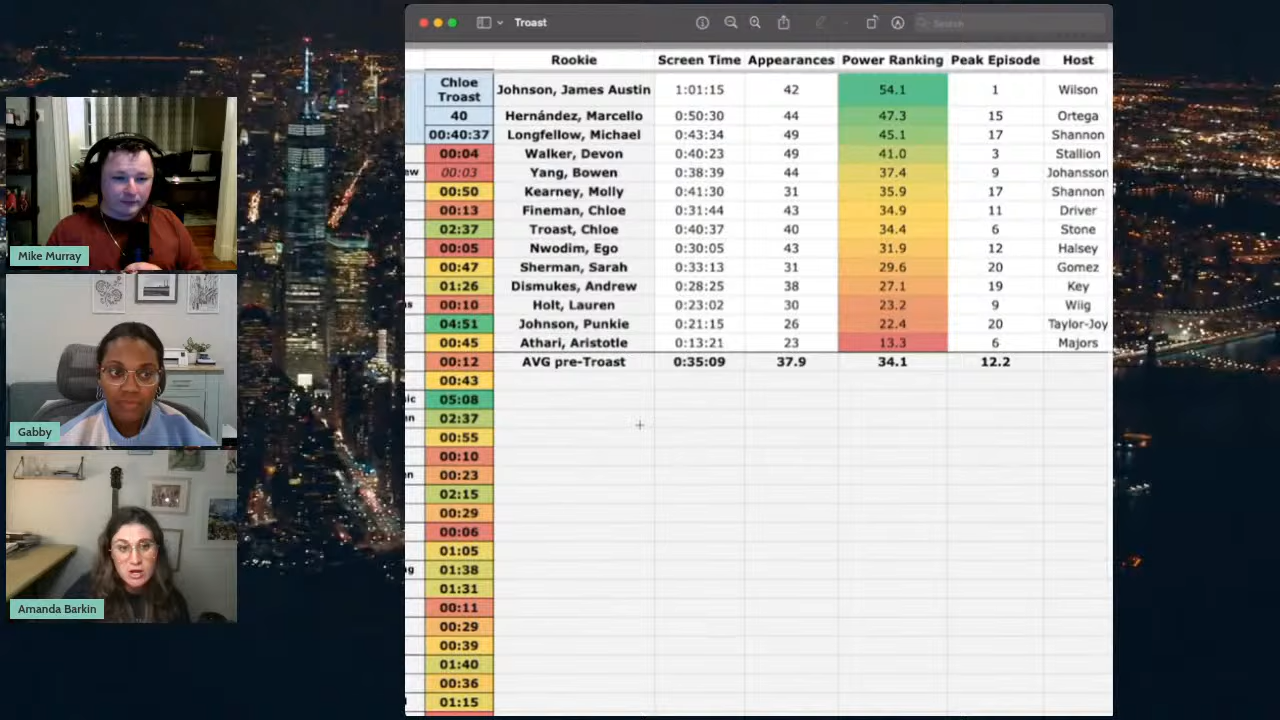 Troast
Search
Rookie Screen Time Appearances Power Ranking Peak Episode Host
Chloe Troast
Johnson, James Austin 1:01:15 42 54.1 1 Wilson
40 Hernández, Marcello 0:50:30 44 47.3 15 Ortega
00:40:37 Longfellow, Michael 0:43:34 49 45.1 17 Shannon
00:04 Walker, Devon 0:40:23 49 41.0 3 Stallion
ew 00:03 Yang, Bowen 0:38:39 44 37.4 9 Johansson
00:50 Kearney, Molly 0:41:30 31 35.9 17 Shannon
00:13 Fineman, Chloe 0:31:44 43 34.9 11 Driver
02:37 Troast, Chloe 0:40:37 40 34.4 6 Stone
00:05 Nwodim, Ego 0:30:05 43 31.9 12 Halsey
00:47 Sherman, Sarah 0:33:13 31 29.6 20 Gomez
01:26 Dismukes, Andrew 0:28:25 38 27.1 19 Key
00:10 Holt, Lauren 0:23:02 30 23.2 9 Wiig
04:51 Johnson, Punkie 0:21:15 26 22.4 20 Taylor-Joy
00:45 Athari, Aristotle 0:13:21 23 13.3 6 Majors
00:12 AVG pre-Troast 0:35:09 37.9 34.1 12.2
00:43
ic 05:08
02:37
00:55
00:10
00:23
02:15
00:29
00:06
01:05
01:38
01:31
00:11
00:29
00:39
01:40
00:36
01:15
Mike Murray
Gabby
Amanda Barkin